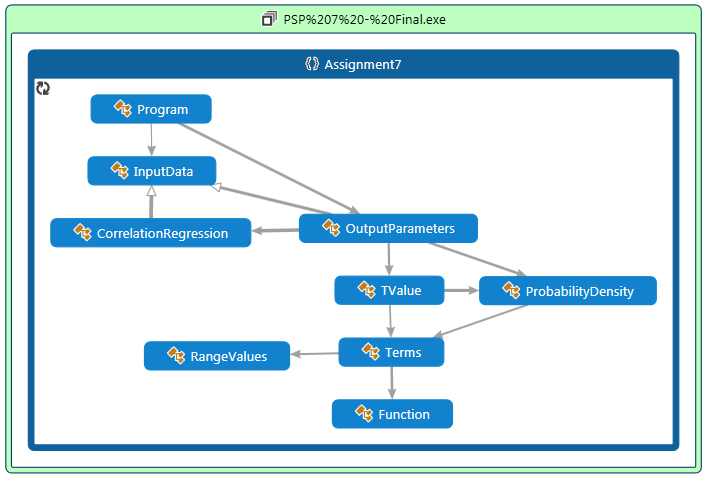 PSP%207%20-%20Final.exe
Assignment7
Program
InputData
CorrelationRegression
OutputParameters
TValue
ProbabilityDensity
RangeValues
Terms
Function